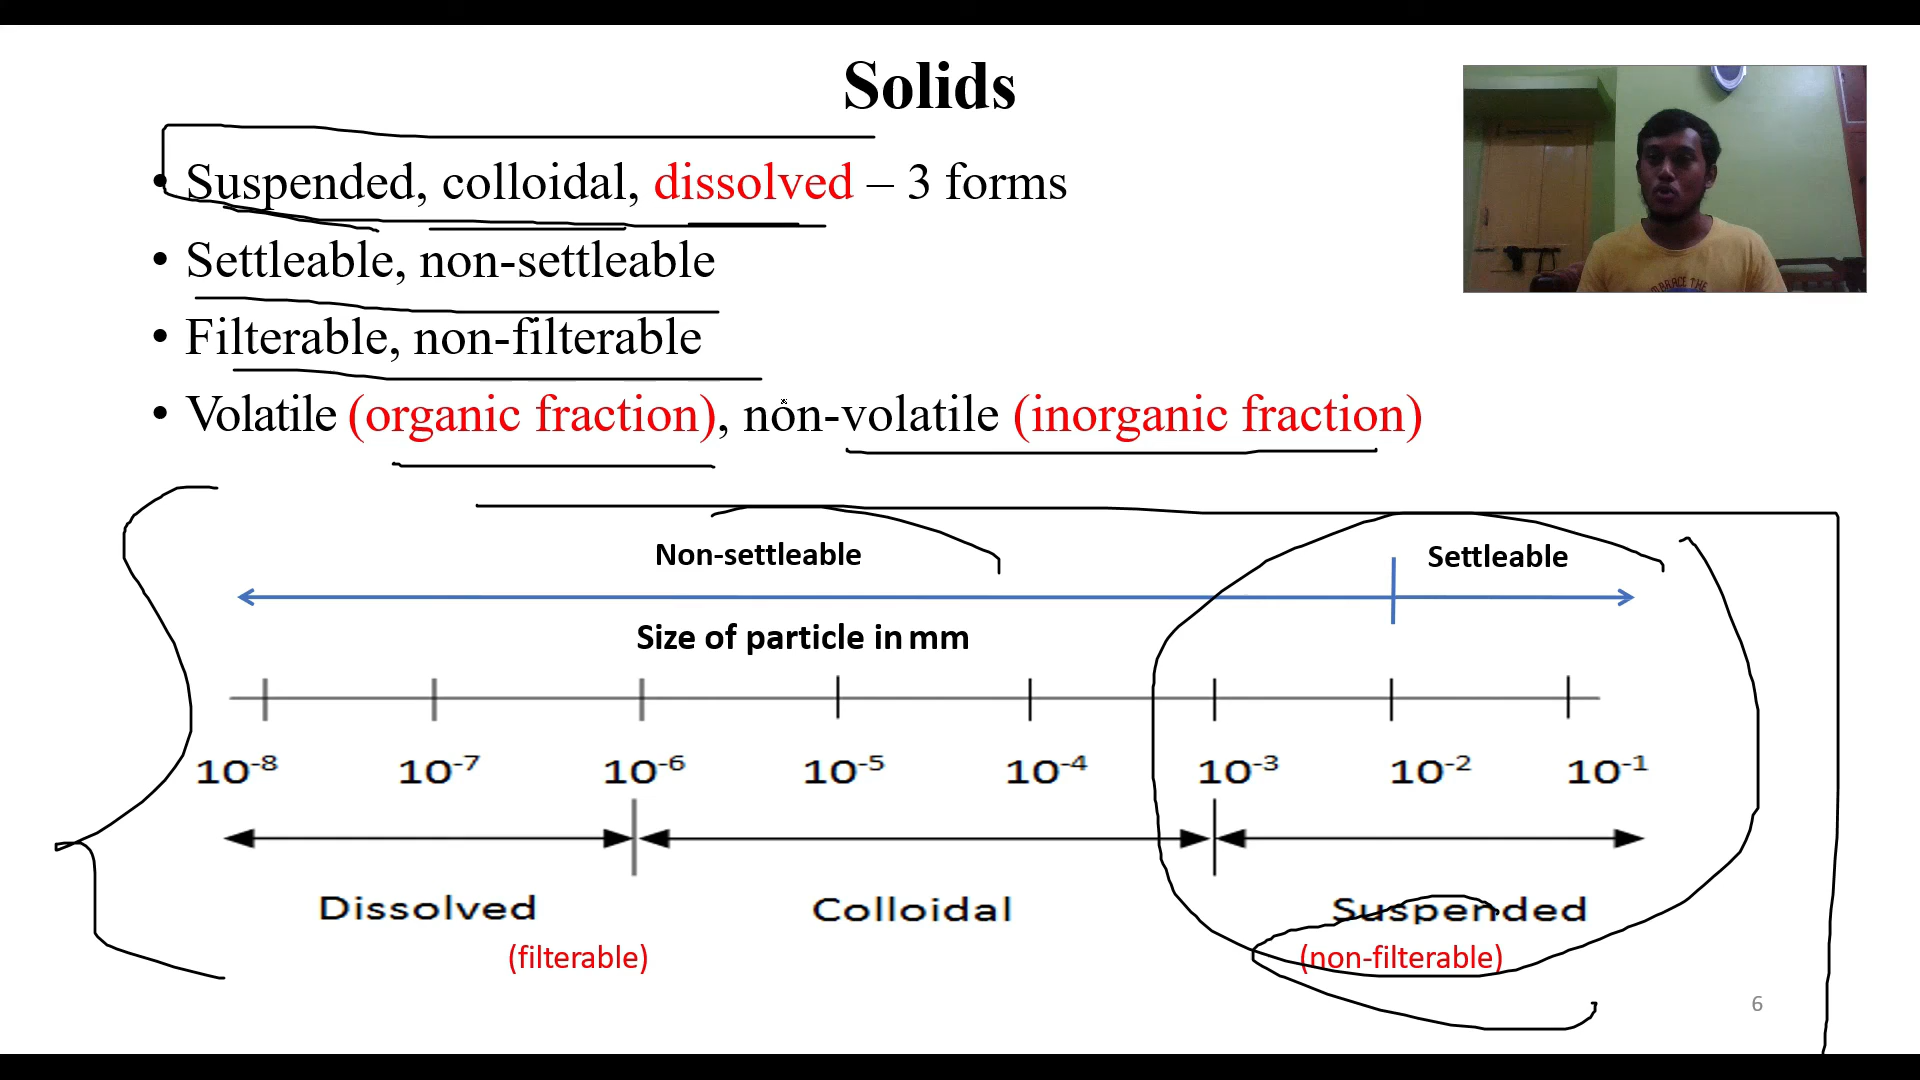 Solids
• Suspended, colloidal, dissolved – 3 forms
• Settleable, non-settleable
• Filterable, non-filterable
• Volatile (organic fraction), non-volatile (inorganic fraction)
Non-settleable Settleable
Size of particle in mm
10⁻⁸ 10⁻⁷ 10⁻⁶ 10⁻⁵ 10⁻⁴ 10⁻³ 10⁻² 10⁻¹
Dissolved Colloidal Suspended
(filterable) (non-filterable)
6